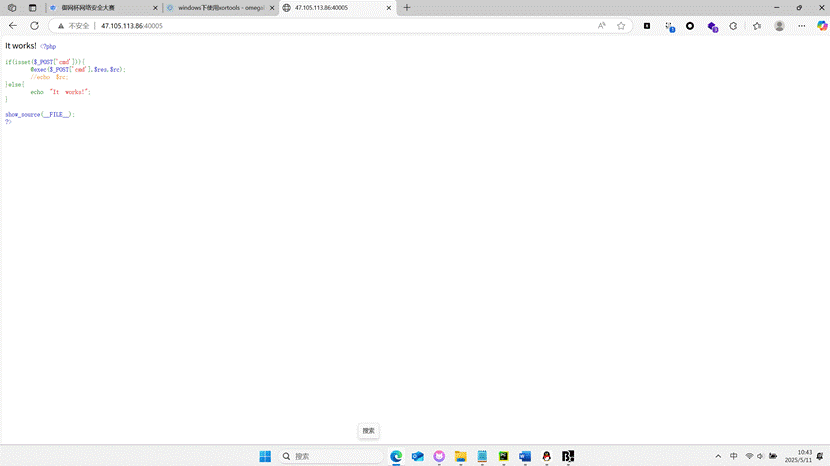 御网杯网络安全大赛
windows下使用xortools - omega
47.105.113.86:40005
不安全 47.105.113.86:40005
It works! <?php
if(isset($_POST['cmd'])){
@exec($_POST['cmd'],$res,$rc);
//echo $rc;
}else{
echo "It works!";
}
show_source(__FILE__);
?>
搜索
搜索
中
10:43
2025/5/11